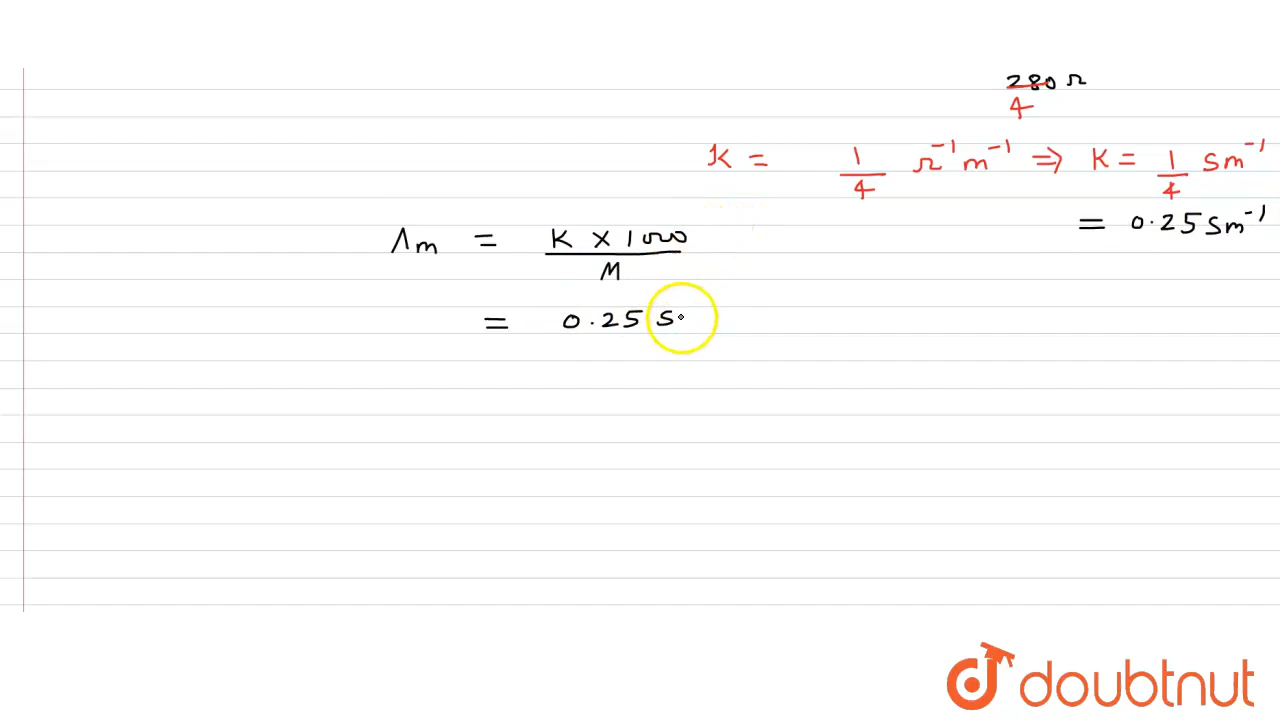 280 Ω
4
K = 1/4 Ω⁻¹ m⁻¹ ⇒ K = 1/4 Sm⁻¹
= 0.25 Sm⁻¹
Λm = K × 1000 / M
= 0.25 S
doubtnut